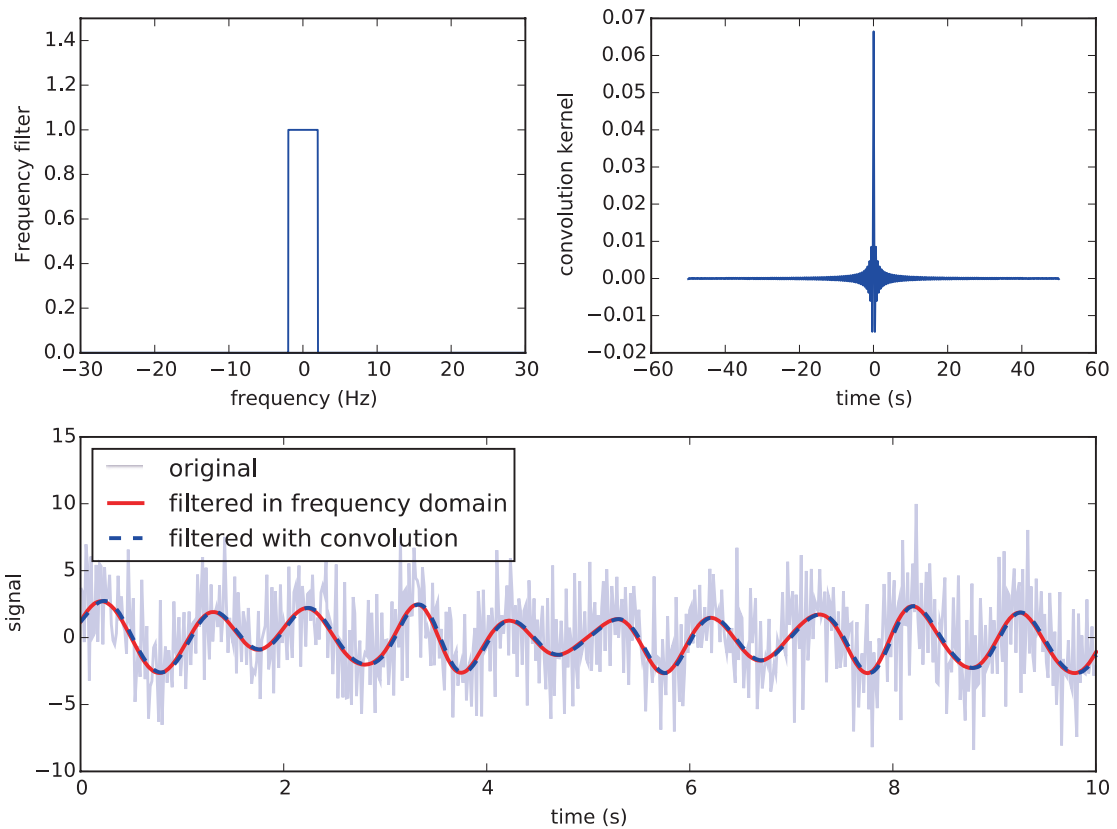 Frequency filter
1.4
1.2
1.0
0.8
0.6
0.4
0.2
0.0
−30 −20 −10 0 10 20 30
frequency (Hz)
convolution kernel
0.07
0.06
0.05
0.04
0.03
0.02
0.01
0.00
−0.01
−0.02
−60 −40 −20 0 20 40 60
time (s)
signal
15
10
5
0
−5
−10
original
filtered in frequency domain
filtered with convolution
0 2 4 6 8 10
time (s)